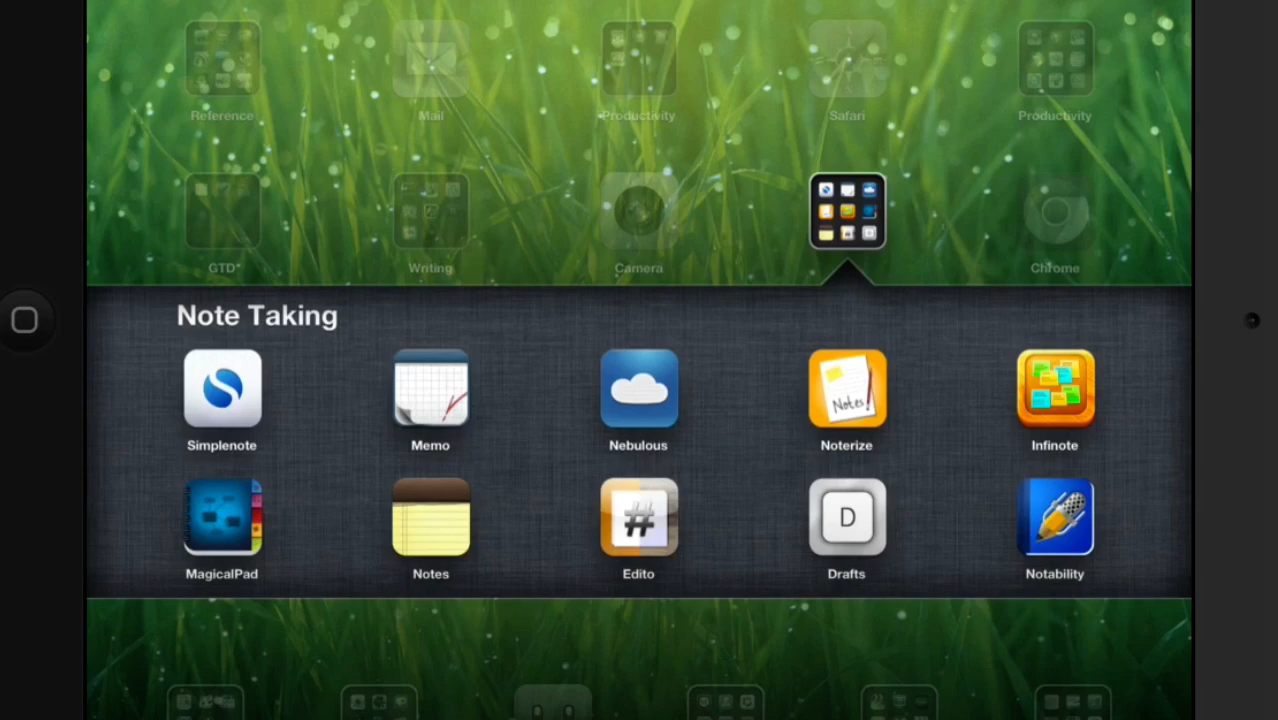 Reference Mail Productivity Safari Productivity
GTD* Writing Camera Chrome
Note Taking
Notes!
Simplenote Memo Nebulous Noterize Infinote
#
D
MagicalPad Notes Edito Drafts Notability